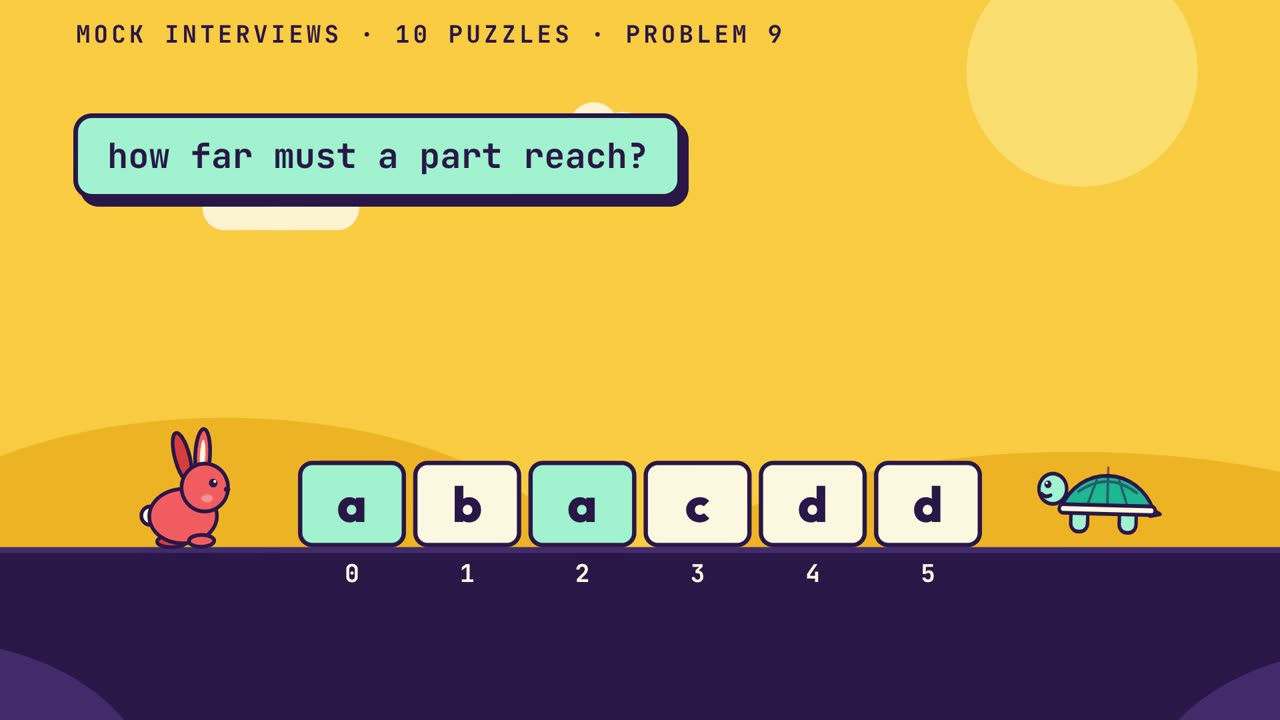 MOCK INTERVIEWS · 10 PUZZLES · PROBLEM 9
how far must a part reach?
a b a c d d
0 1 2 3 4 5